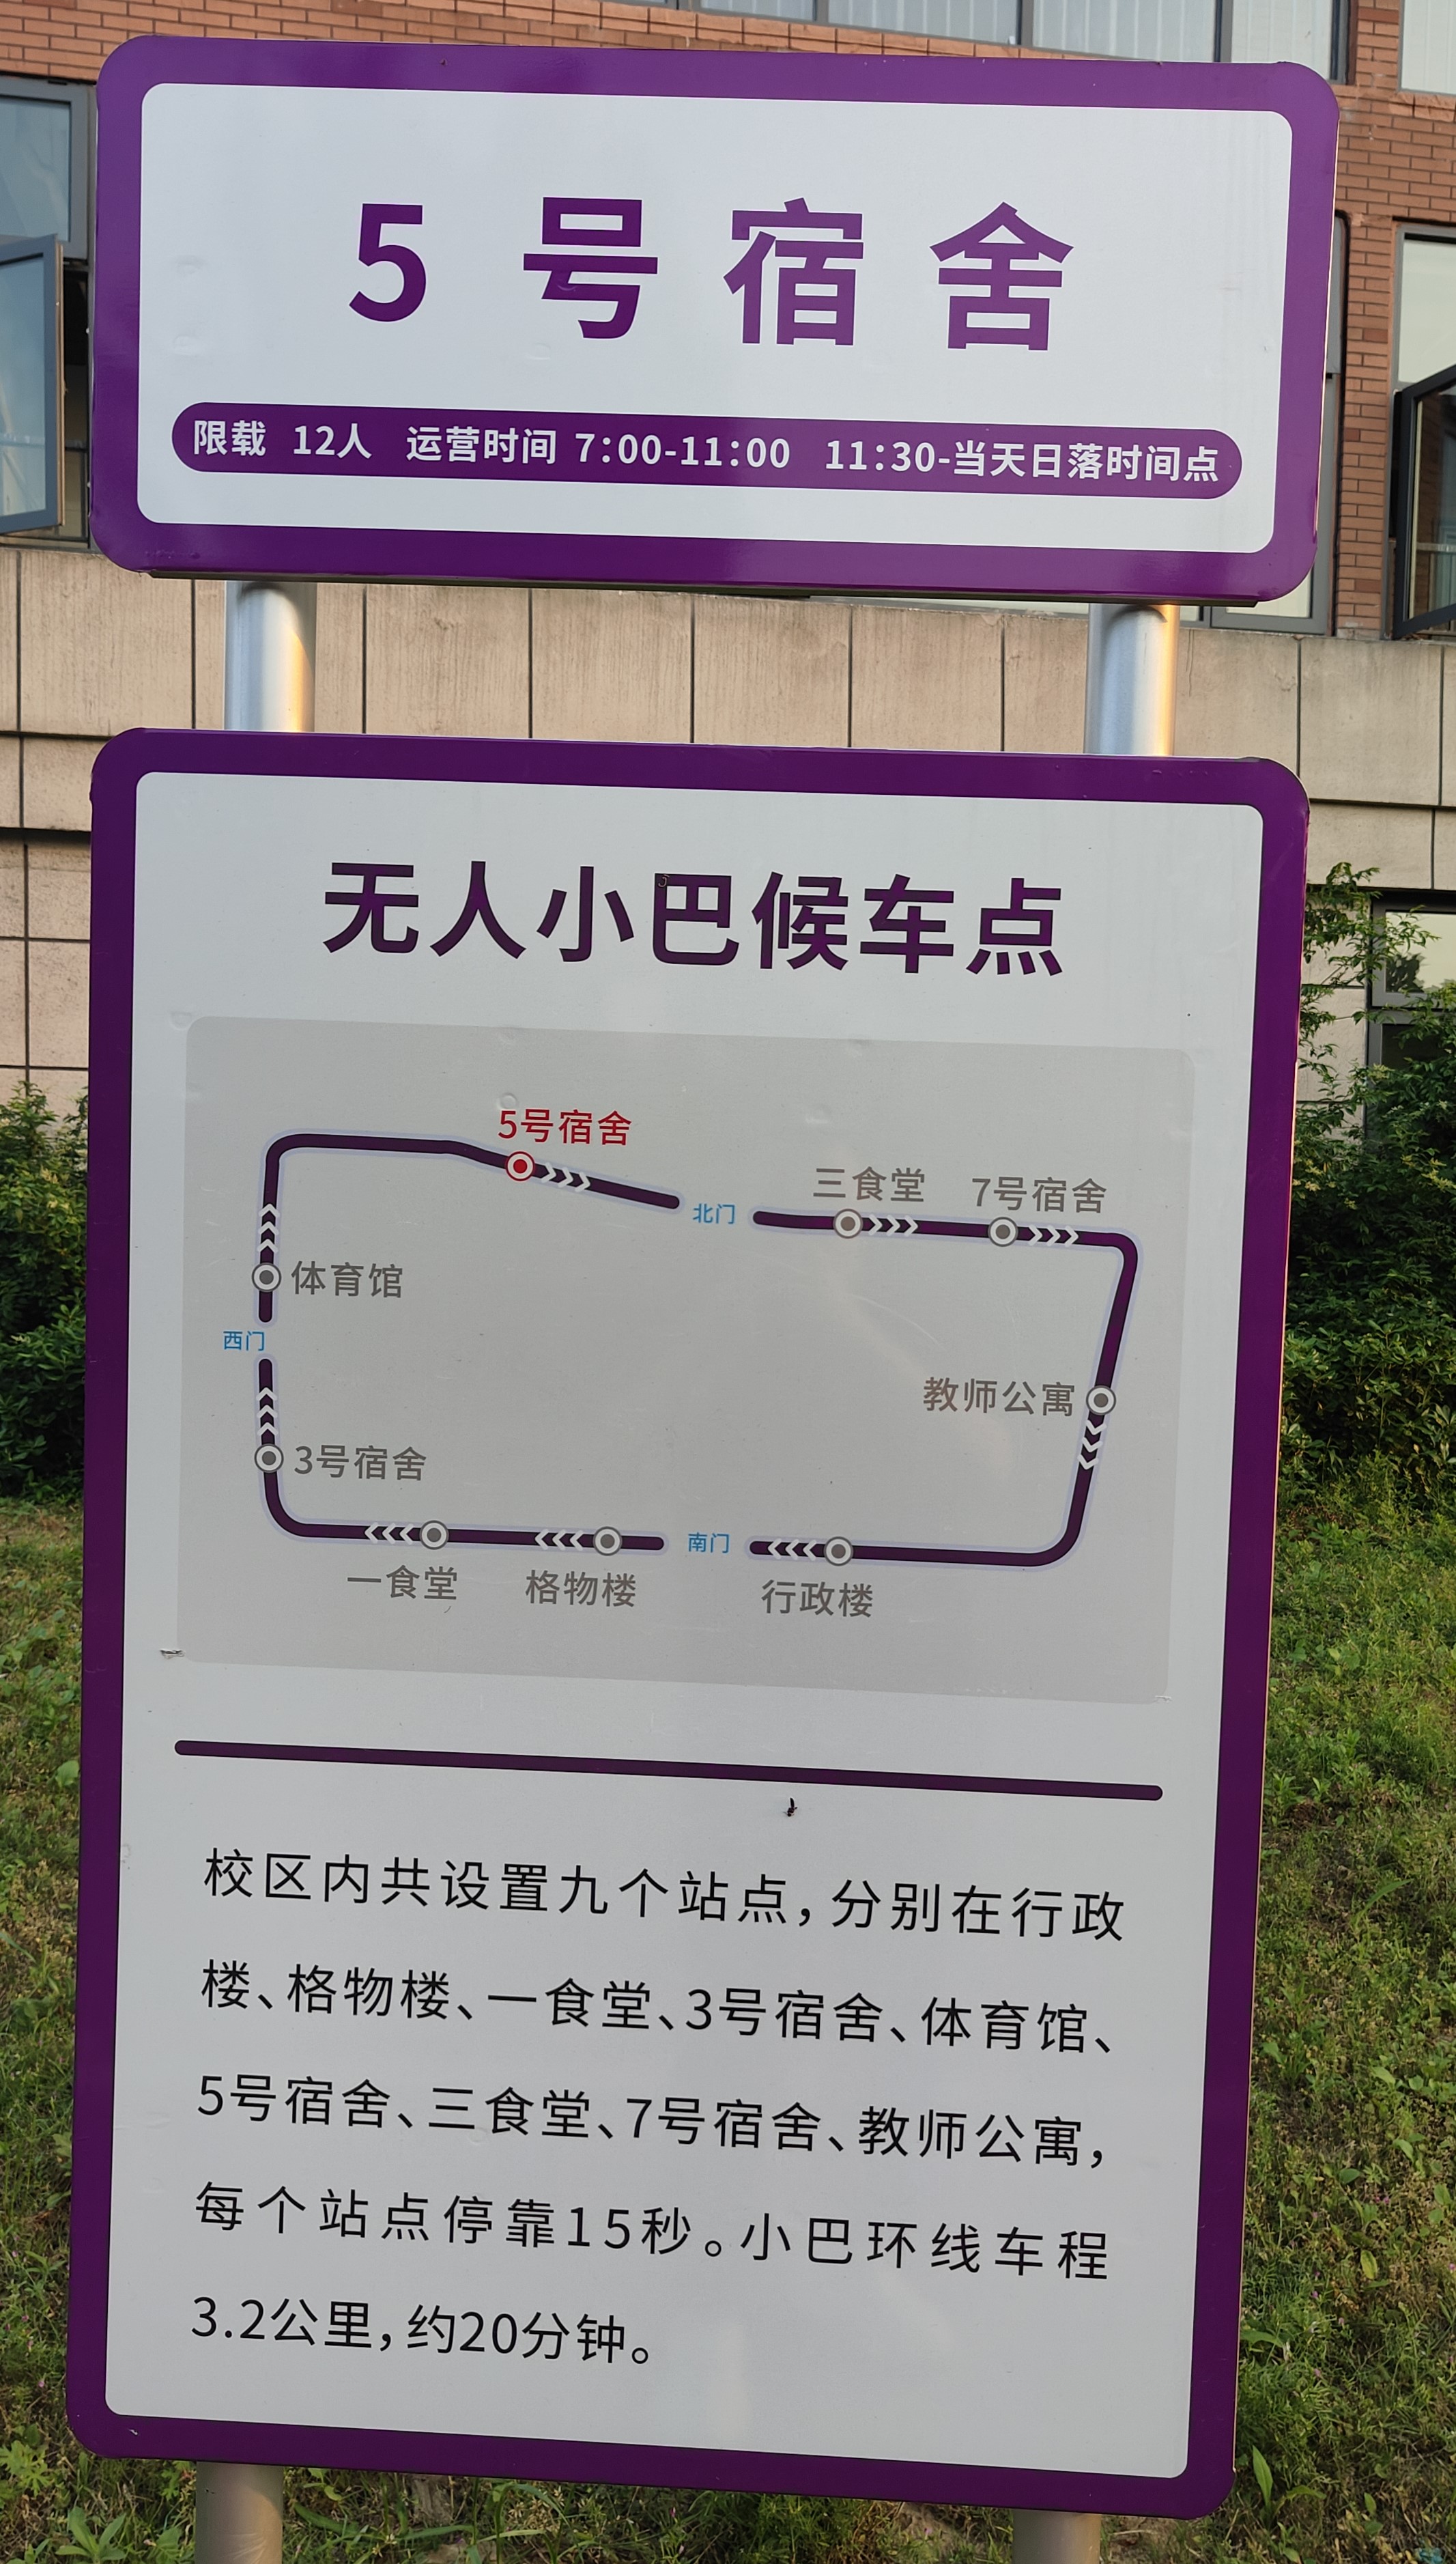 5号宿舍
限载 12人 运营时间 7:00-11:00 11:30-当天日落时间点
无人小巴候车点
5号宿舍
北门
三食堂
7号宿舍
体育馆
西门
教师公寓
3号宿舍
南门
一食堂
格物楼
行政楼
校区内共设置九个站点，分别在行政
楼、格物楼、一食堂、3号宿舍、体育馆、
5号宿舍、三食堂、7号宿舍、教师公寓，
每个站点停靠15秒。小巴环线车程
3.2公里，约20分钟。